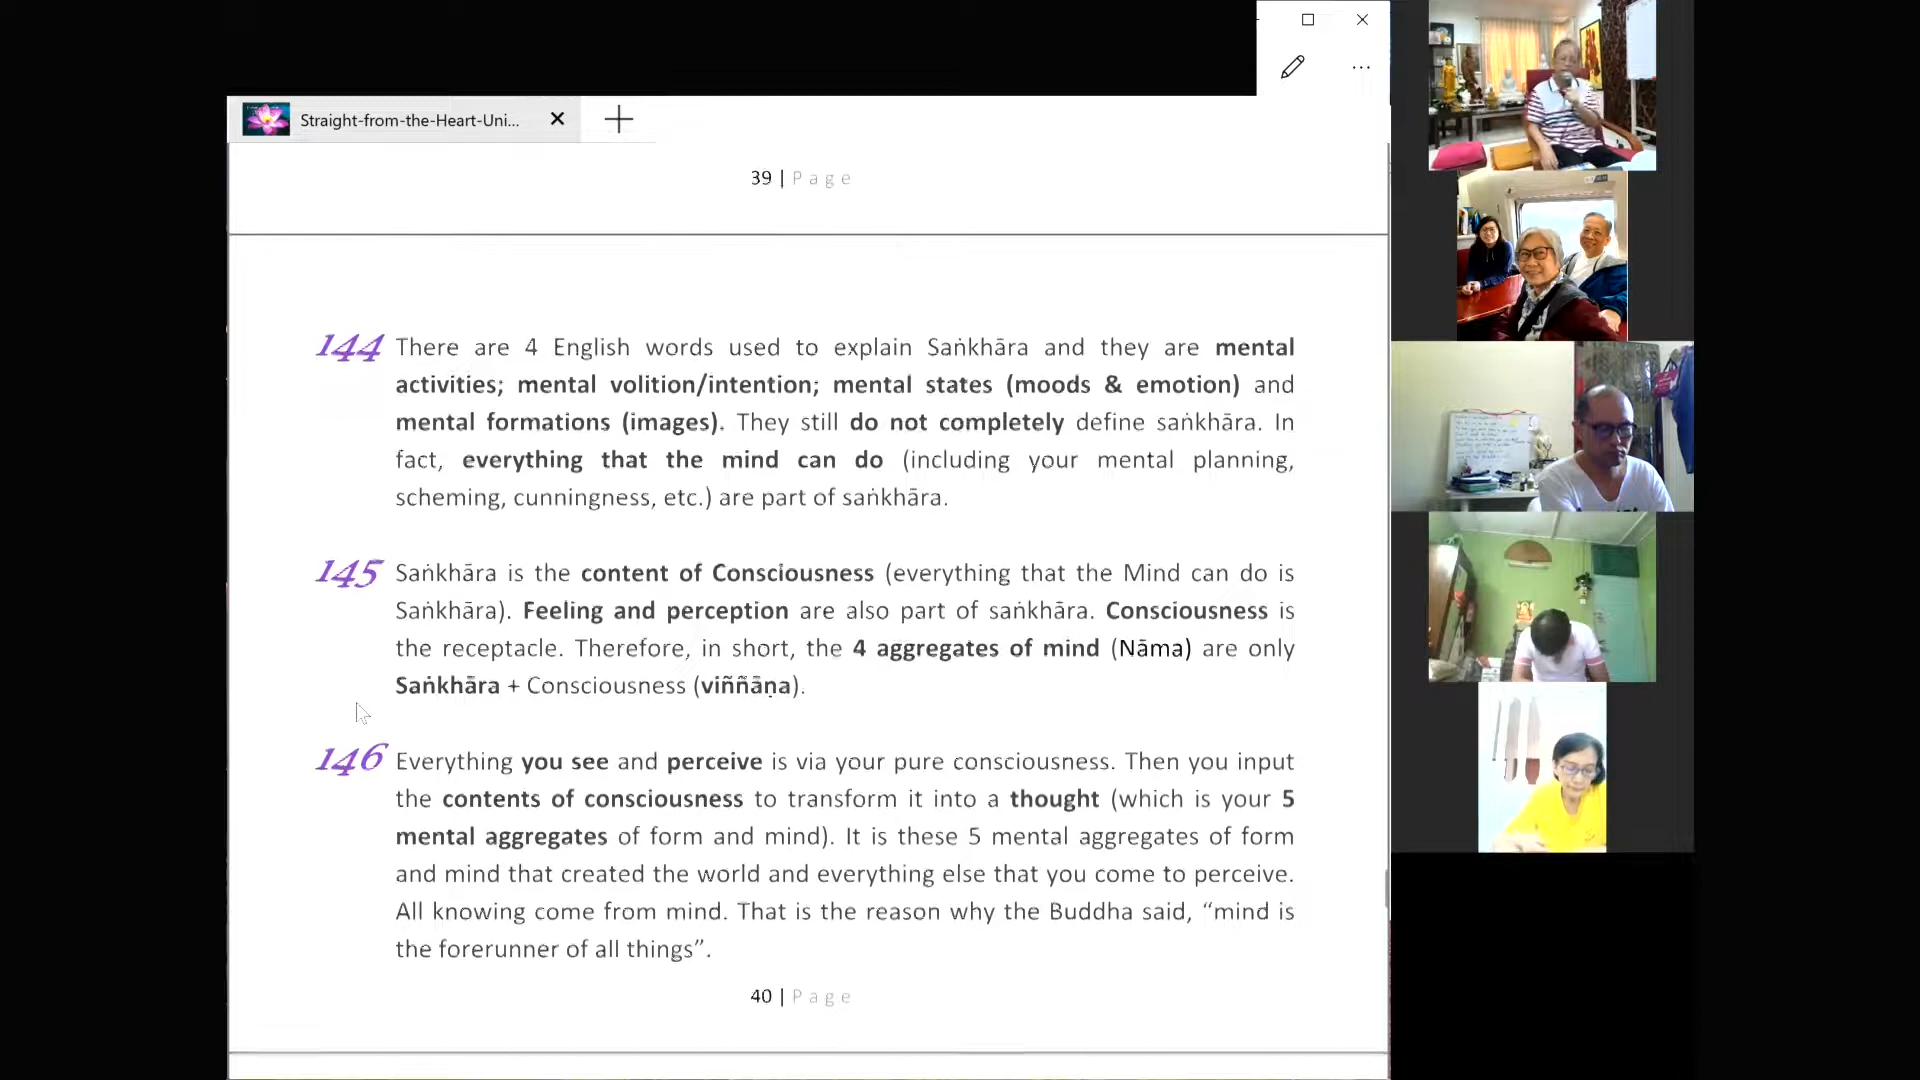 Straight-from-the-Heart-Uni...
39 | Page
144 There are 4 English words used to explain Saṅkhāra and they are mental
activities; mental volition/intention; mental states (moods & emotion) and
mental formations (images). They still do not completely define saṅkhāra. In
fact, everything that the mind can do (including your mental planning,
scheming, cunningness, etc.) are part of saṅkhāra.
145 Saṅkhāra is the content of Consciousness (everything that the Mind can do is
Saṅkhāra). Feeling and perception are also part of saṅkhāra. Consciousness is
the receptacle. Therefore, in short, the 4 aggregates of mind (Nāma) are only
Saṅkhāra + Consciousness (viññāṇa).
146 Everything you see and perceive is via your pure consciousness. Then you input
the contents of consciousness to transform it into a thought (which is your 5
mental aggregates of form and mind). It is these 5 mental aggregates of form
and mind that created the world and everything else that you come to perceive.
All knowing come from mind. That is the reason why the Buddha said, “mind is
the forerunner of all things”.
40 | Page